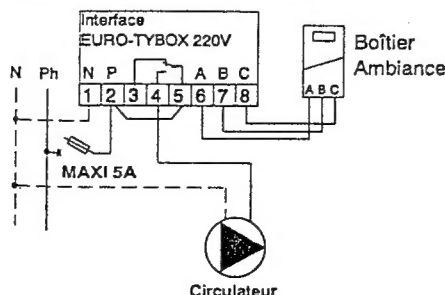 Interface
EURO-TYBOX 220V
N Ph N P A B C
1 2 3 4 5 6 7 8
Boîtier
Ambiance
A B C
MAXI 5A
Circulateur